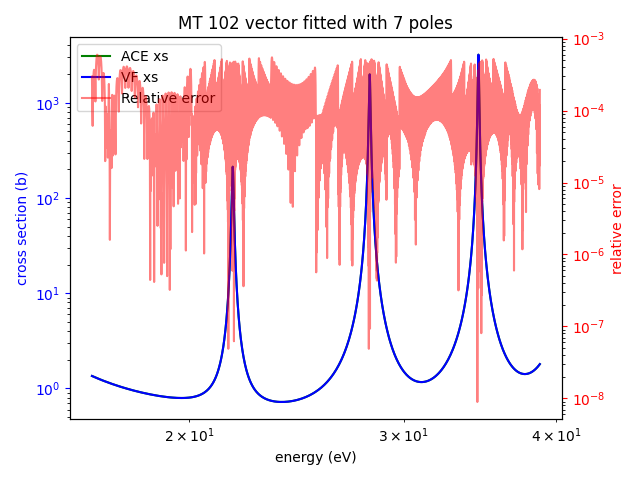 MT 102 vector fitted with 7 poles
ACE xs
VF xs
Relative error
cross section (b)
10³
10²
10¹
10⁰
10⁻³
10⁻⁴
10⁻⁵
10⁻⁶
10⁻⁷
10⁻⁸
relative error
2 × 10¹
3 × 10¹
4 × 10¹
energy (eV)